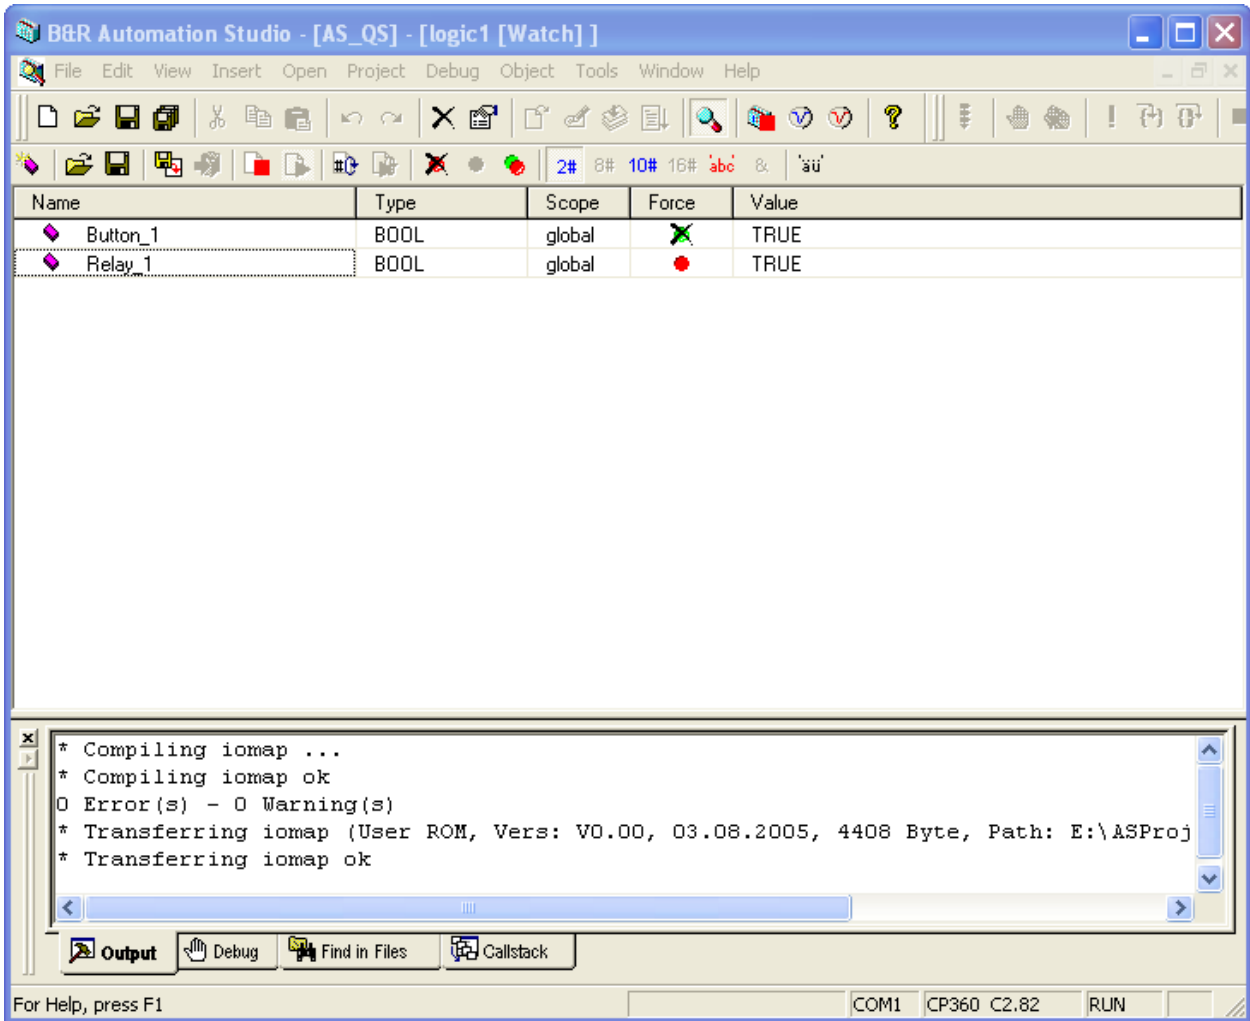 B&R Automation Studio - [AS_QS] - [logic1 [Watch] ]
File Edit View Insert Open Project Debug Object Tools Window Help
2# 8# 10# 16# 'abc' & 'äü'
Name Type Scope Force Value
Button_1 BOOL global TRUE
Relay_1 BOOL global TRUE
* Compiling iomap ...
* Compiling iomap ok
0 Error(s) - 0 Warning(s)
* Transferring iomap (User ROM, Vers: V0.00, 03.08.2005, 4408 Byte, Path: E:\ASProj
* Transferring iomap ok
Output Debug Find in Files Callstack
For Help, press F1 COM1 CP360 C2.82 RUN